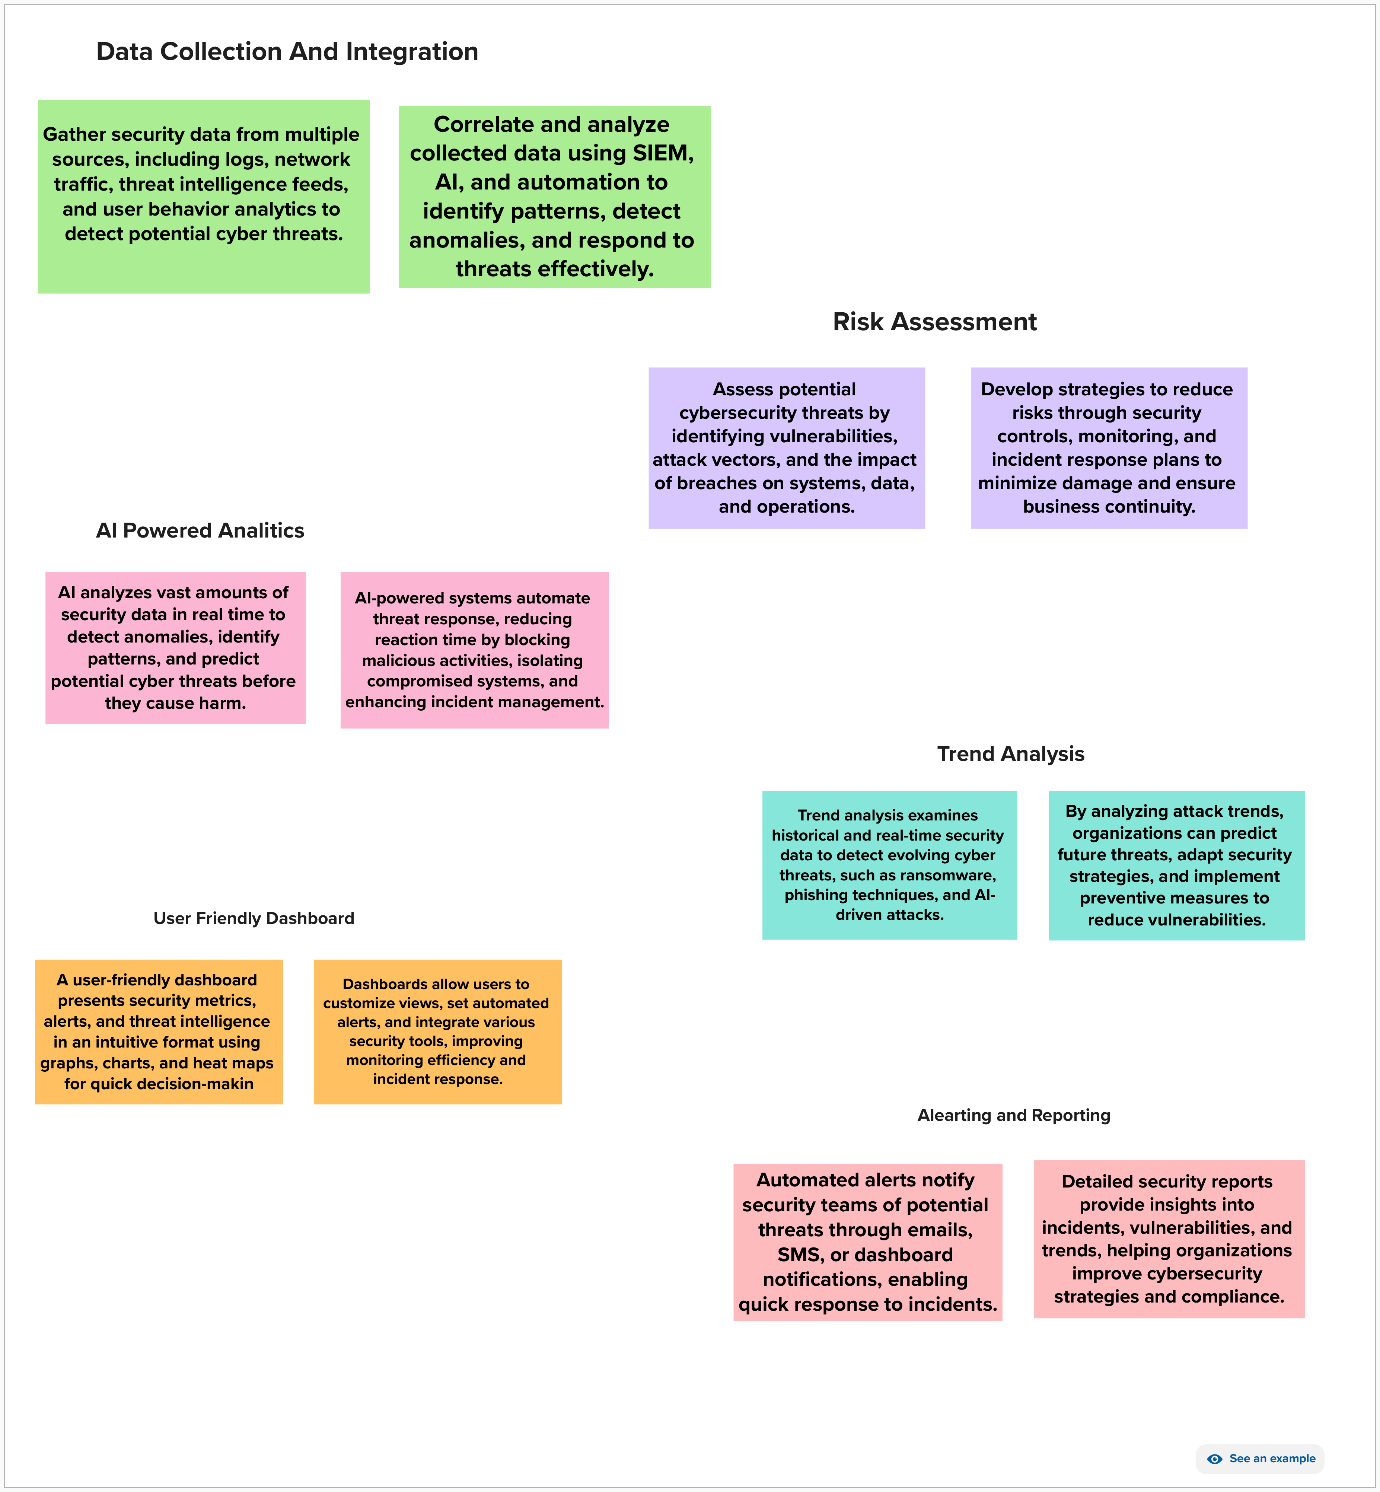 Data Collection And Integration
Gather security data from multiple
sources, including logs, network
traffic, threat intelligence feeds,
and user behavior analytics to
detect potential cyber threats.
Correlate and analyze
collected data using SIEM,
AI, and automation to
identify patterns, detect
anomalies, and respond to
threats effectively.
Risk Assessment
Assess potential
cybersecurity threats by
identifying vulnerabilities,
attack vectors, and the impact
of breaches on systems, data,
and operations.
Develop strategies to reduce
risks through security
controls, monitoring, and
incident response plans to
minimize damage and ensure
business continuity.
AI Powered Analitics
AI analyzes vast amounts of
security data in real time to
detect anomalies, identify
patterns, and predict
potential cyber threats before
they cause harm.
AI-powered systems automate
threat response, reducing
reaction time by blocking
malicious activities, isolating
compromised systems, and
enhancing incident management.
Trend Analysis
Trend analysis examines
historical and real-time security
data to detect evolving cyber
threats, such as ransomware,
phishing techniques, and AI-
driven attacks.
By analyzing attack trends,
organizations can predict
future threats, adapt security
strategies, and implement
preventive measures to
reduce vulnerabilities.
User Friendly Dashboard
A user-friendly dashboard
presents security metrics,
alerts, and threat intelligence
in an intuitive format using
graphs, charts, and heat maps
for quick decision-makin
Dashboards allow users to
customize views, set automated
alerts, and integrate various
security tools, improving
monitoring efficiency and
incident response.
Alearting and Reporting
Automated alerts notify
security teams of potential
threats through emails,
SMS, or dashboard
notifications, enabling
quick response to incidents.
Detailed security reports
provide insights into
incidents, vulnerabilities, and
trends, helping organizations
improve cybersecurity
strategies and compliance.
See an example